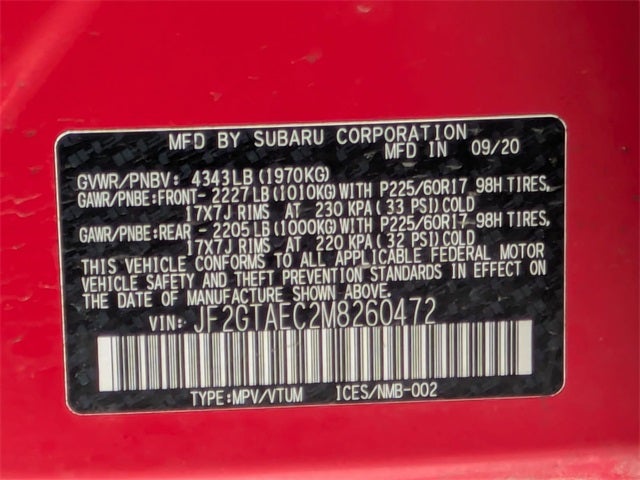 MFD BY SUBARU CORPORATION
MFD IN 09/20
GVWR/PNBV: 4343LB (1970KG)
GAWR/PNBE:FRONT- 2227LB (1010KG)WITH P225/60R17 98H TIRES,
17X7J RIMS AT 230 KPA (33 PSI)COLD
GAWR/PNBE:REAR - 2205LB (1000KG)WITH P225/60R17 98H TIRES,
17X7J RIMS AT 220 KPA (32 PSI)COLD
THIS VEHICLE CONFORMS TO ALL APPLICABLE FEDERAL MOTOR
VEHICLE SAFETY AND THEFT PREVENTION STANDARDS IN EFFECT ON
THE DATE OF MANUFACTURE SHOWN ABOVE.
VIN: JF2GTAEC2M8260472
TYPE:MPV/VTUM ICES/NMB-002